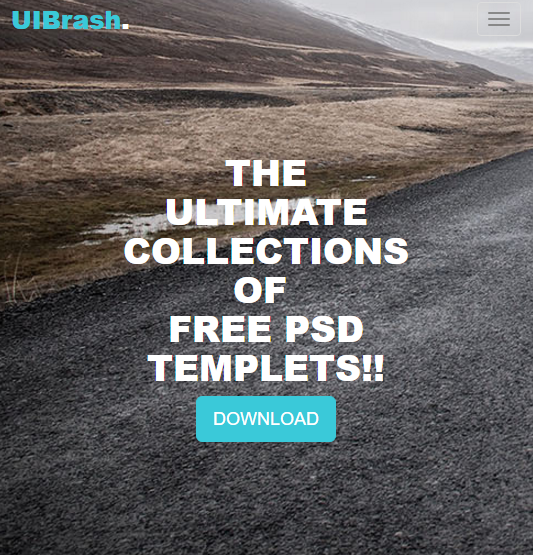 UIBrash.
THE
ULTIMATE
COLLECTIONS
OF
FREE PSD
TEMPLETS!!
DOWNLOAD